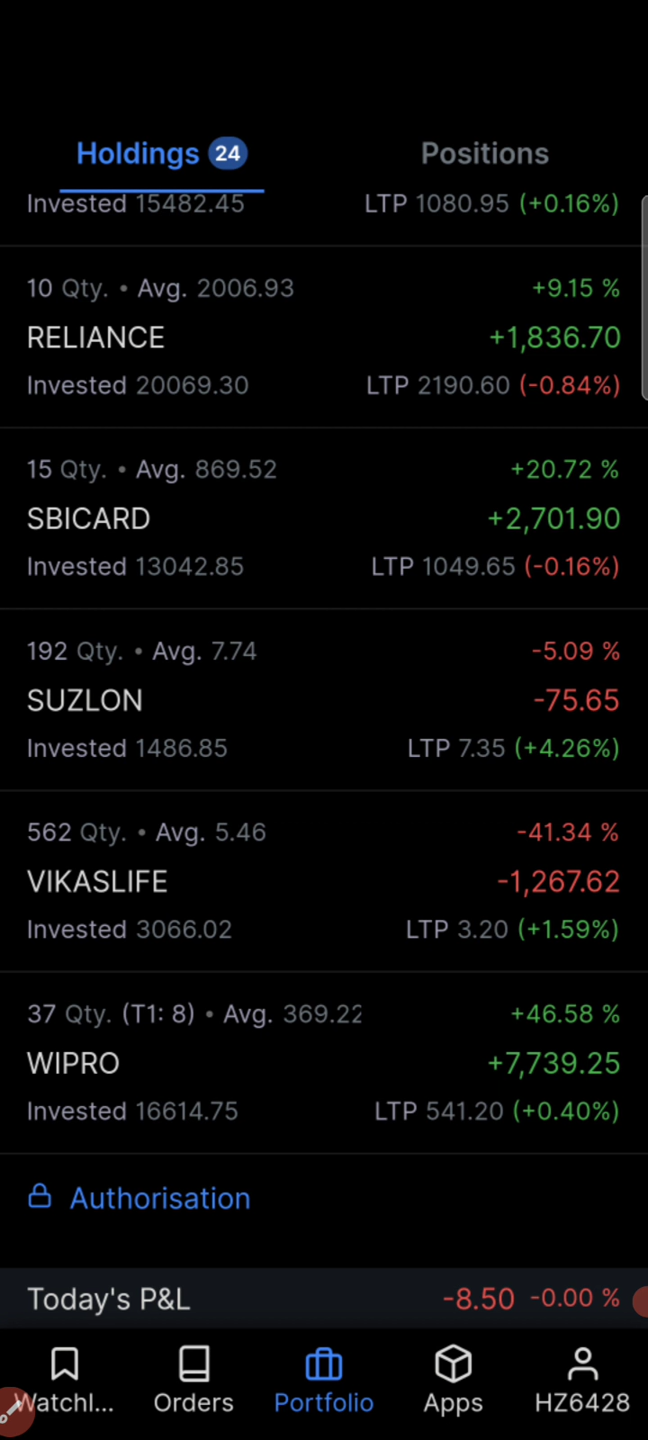 Holdings 24 Positions
Invested 15482.45 LTP 1080.95 (+0.16%)
10 Qty. • Avg. 2006.93 +9.15 %
RELIANCE +1,836.70
Invested 20069.30 LTP 2190.60 (-0.84%)
15 Qty. • Avg. 869.52 +20.72 %
SBICARD +2,701.90
Invested 13042.85 LTP 1049.65 (-0.16%)
192 Qty. • Avg. 7.74 -5.09 %
SUZLON -75.65
Invested 1486.85 LTP 7.35 (+4.26%)
562 Qty. • Avg. 5.46 -41.34 %
VIKASLIFE -1,267.62
Invested 3066.02 LTP 3.20 (+1.59%)
37 Qty. (T1: 8) • Avg. 369.22 +46.58 %
WIPRO +7,739.25
Invested 16614.75 LTP 541.20 (+0.40%)
Authorisation
Today's P&L -8.50 -0.00 %
Watchl... Orders Portfolio Apps HZ6428